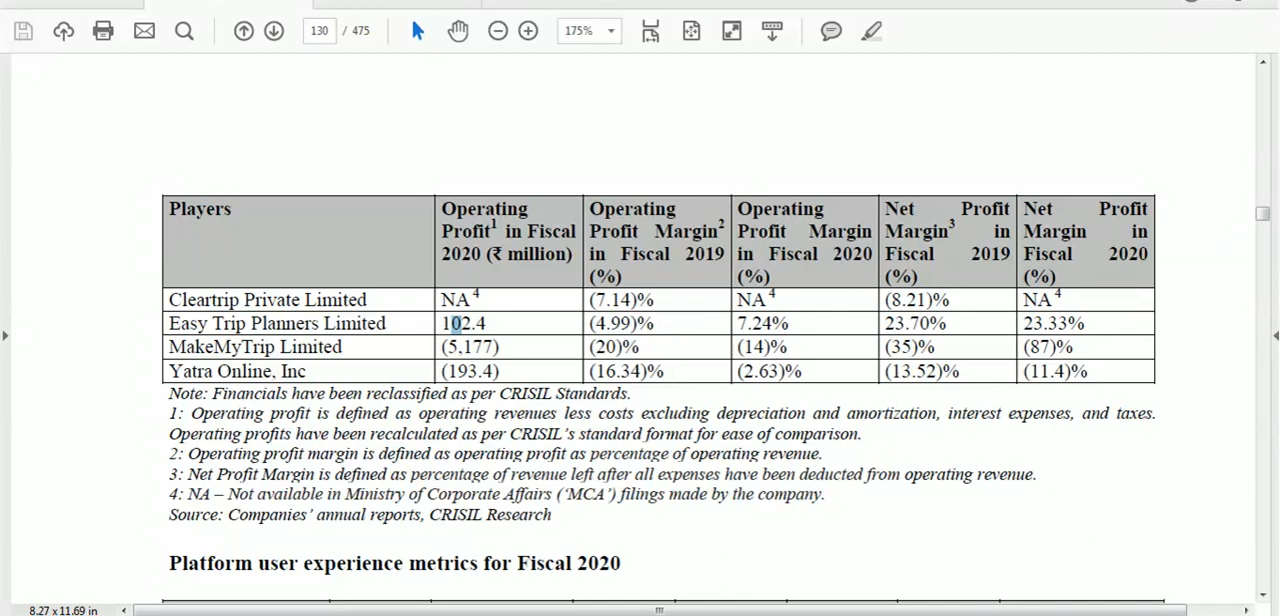 130 / 475 175%
Players Operating Profit1 in Fiscal 2020 (₹ million) Operating Profit Margin2 in Fiscal 2019 (%) Operating Profit Margin in Fiscal 2020 (%) Net Profit Margin3 in Fiscal 2019 (%) Net Profit Margin in Fiscal 2020 (%)
Cleartrip Private Limited NA4 (7.14)% NA4 (8.21)% NA4
Easy Trip Planners Limited 102.4 (4.99)% 7.24% 23.70% 23.33%
MakeMyTrip Limited (5,177) (20)% (14)% (35)% (87)%
Yatra Online, Inc (193.4) (16.34)% (2.63)% (13.52)% (11.4)%
Note: Financials have been reclassified as per CRISIL Standards.
1: Operating profit is defined as operating revenues less costs excluding depreciation and amortization, interest expenses, and taxes.
Operating profits have been recalculated as per CRISIL's standard format for ease of comparison.
2: Operating profit margin is defined as operating profit as percentage of operating revenue.
3: Net Profit Margin is defined as percentage of revenue left after all expenses have been deducted from operating revenue.
4: NA – Not available in Ministry of Corporate Affairs ('MCA') filings made by the company.
Source: Companies' annual reports, CRISIL Research
Platform user experience metrics for Fiscal 2020
8.27 x 11.69 in